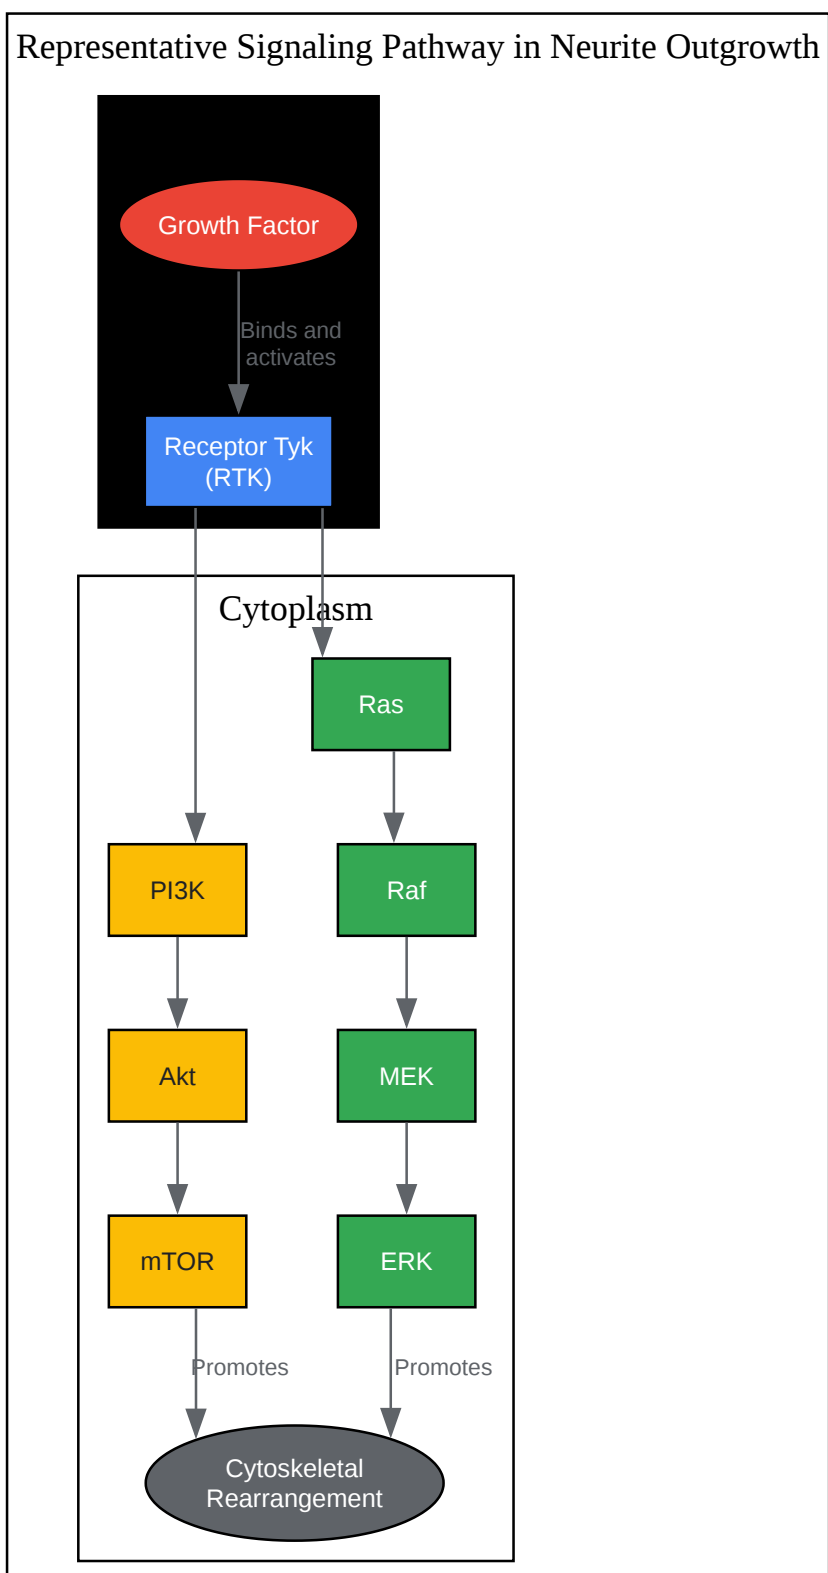 Representative Signaling Pathway in Neurite Outgrowth
Growth Factor
Binds and
activates
Receptor Tyk
(RTK)
Cytoplasm
Ras
PI3K
Raf
Akt
MEK
mTOR
ERK
Promotes
Promotes
Cytoskeletal
Rearrangement